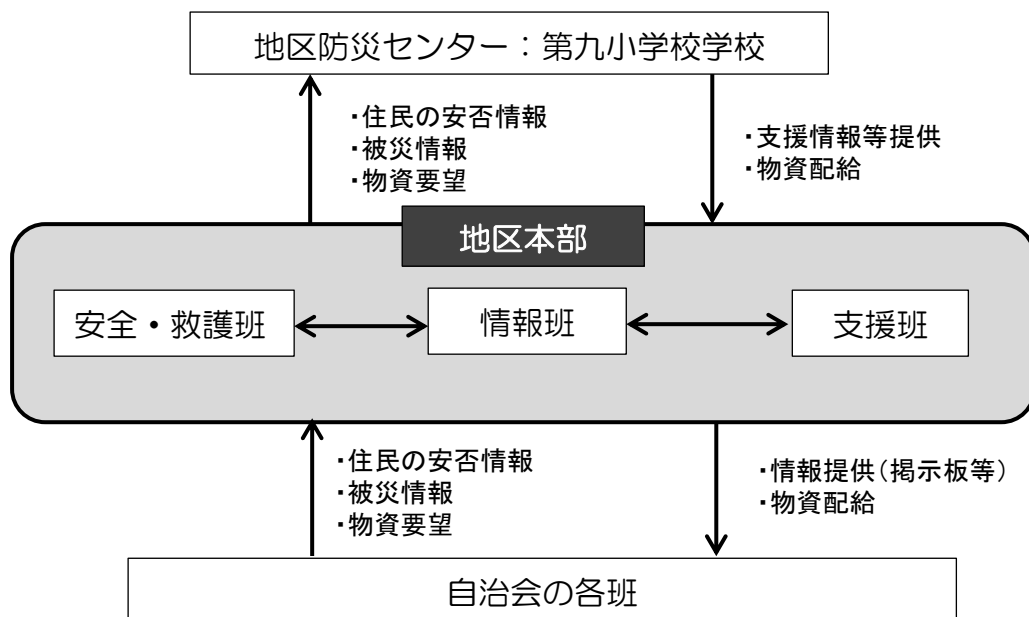 地区防災センター：第九小学校学校
・住民の安否情報
・被災情報
・物資要望
・支援情報等提供
・物資配給
地区本部
安全・救護班
情報班
支援班
・住民の安否情報
・被災情報
・物資要望
・情報提供（掲示板等）
・物資配給
自治会の各班